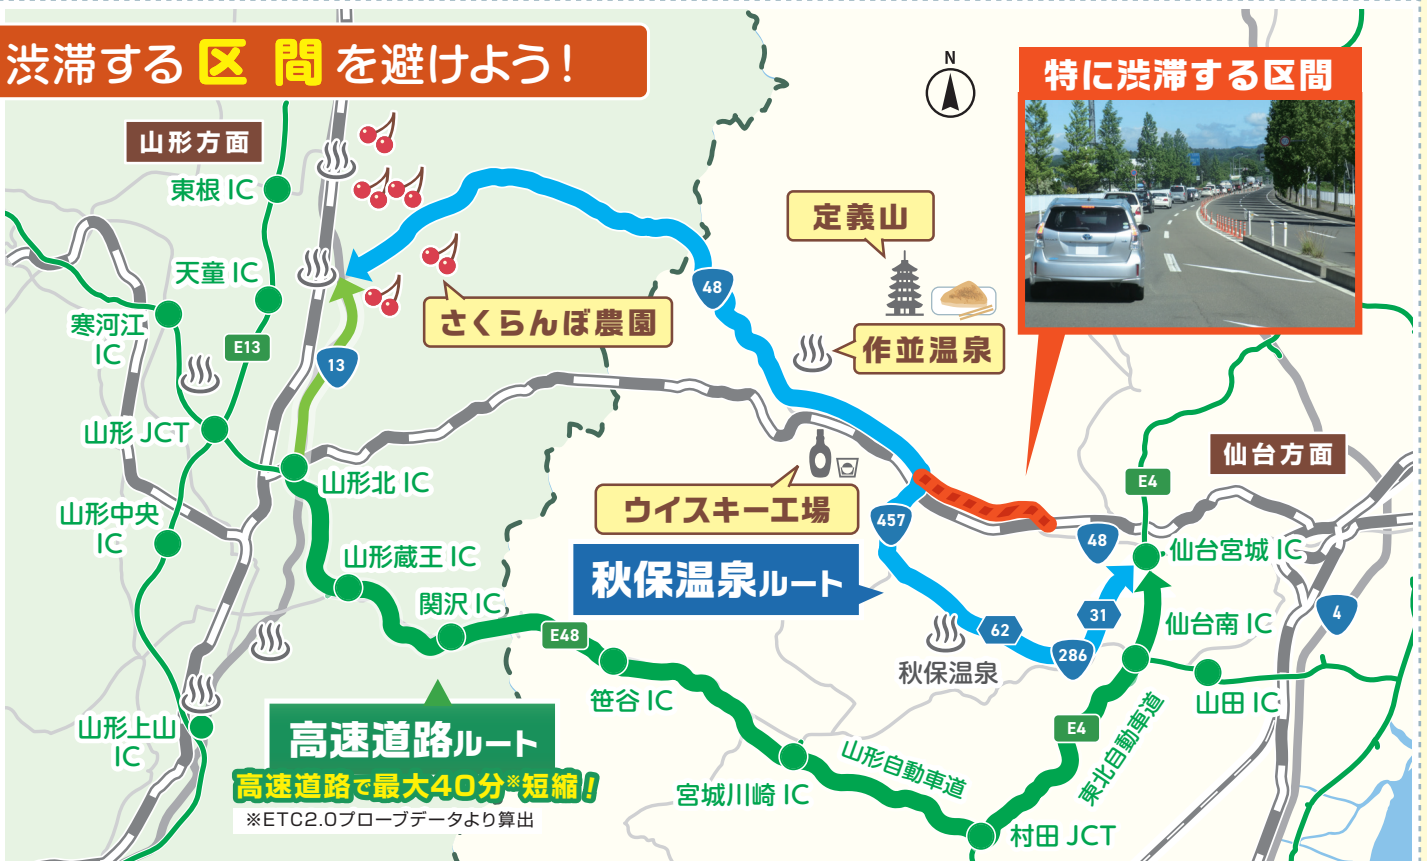 渋滞する 区 間 を避けよう!
N
特に渋滞する区間
山形方面
東根 IC
天童 IC
寒河江
IC
E13
13
48
定義山
さくらんぼ農園
作並温泉
山形 JCT
山形北 IC
山形中央
IC
ウイスキー工場
仙台方面
E4
457
48
仙台宮城 IC
秋保温泉ルート
山形蔵王 IC
関沢 IC
E48
62
31
286
4
仙台南 IC
秋保温泉
笹谷 IC
山田 IC
山形上山
IC
高速道路ルート
高速道路で最大40分※短縮!
※ETC2.0プローブデータより算出
E4
山形自動車道
東北自動車道
宮城川崎 IC
村田 JCT